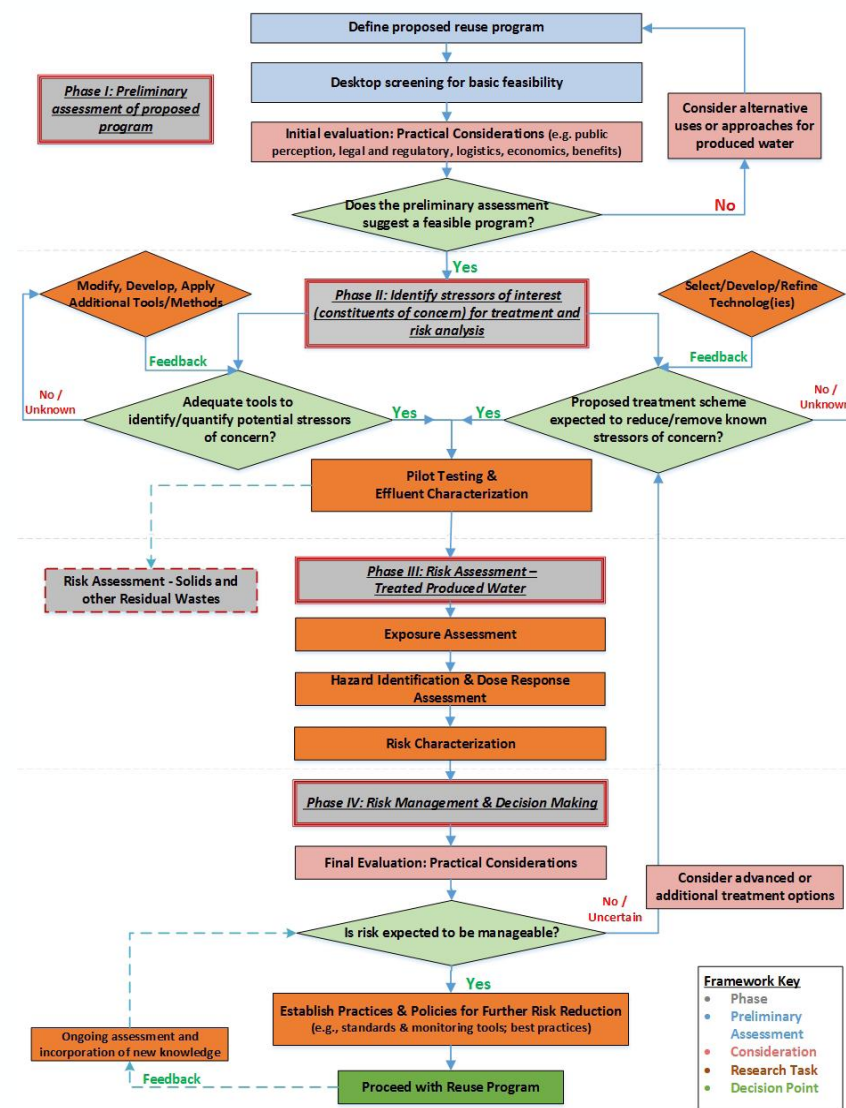 Define proposed reuse program
Desktop screening for basic feasibility
Phase I: Preliminary
assessment of proposed
program
Initial evaluation: Practical Considerations (e.g. public
perception, legal and regulatory, logistics, economics, benefits)
Consider alternative
uses or approaches for
produced water
Does the preliminary assessment
suggest a feasible program?
No
Yes
Modify, Develop, Apply
Additional Tools/Methods
Phase II: Identify stressors of interest
(constituents of concern) for treatment and
risk analysis
Select/Develop/Refine
Technolog(ies)
Feedback
Feedback
No /
Unknown
Adequate tools to
identify/quantify potential stressors
of concern?
Yes
Yes
Proposed treatment scheme
expected to reduce/remove known
stressors of concern?
No /
Unknown
Pilot Testing &
Effluent Characterization
Risk Assessment - Solids and
other Residual Wastes
Phase III: Risk Assessment –
Treated Produced Water
Exposure Assessment
Hazard Identification & Dose Response
Assessment
Risk Characterization
Phase IV: Risk Management & Decision Making
Final Evaluation: Practical Considerations
Consider advanced or
additional treatment options
No /
Uncertain
Is risk expected to be manageable?
Yes
Establish Practices & Policies for Further Risk Reduction
(e.g., standards & monitoring tools; best practices)
Ongoing assessment and
incorporation of new knowledge
Feedback
Proceed with Reuse Program
Framework Key
• Phase
• Preliminary
Assessment
• Consideration
• Research Task
• Decision Point